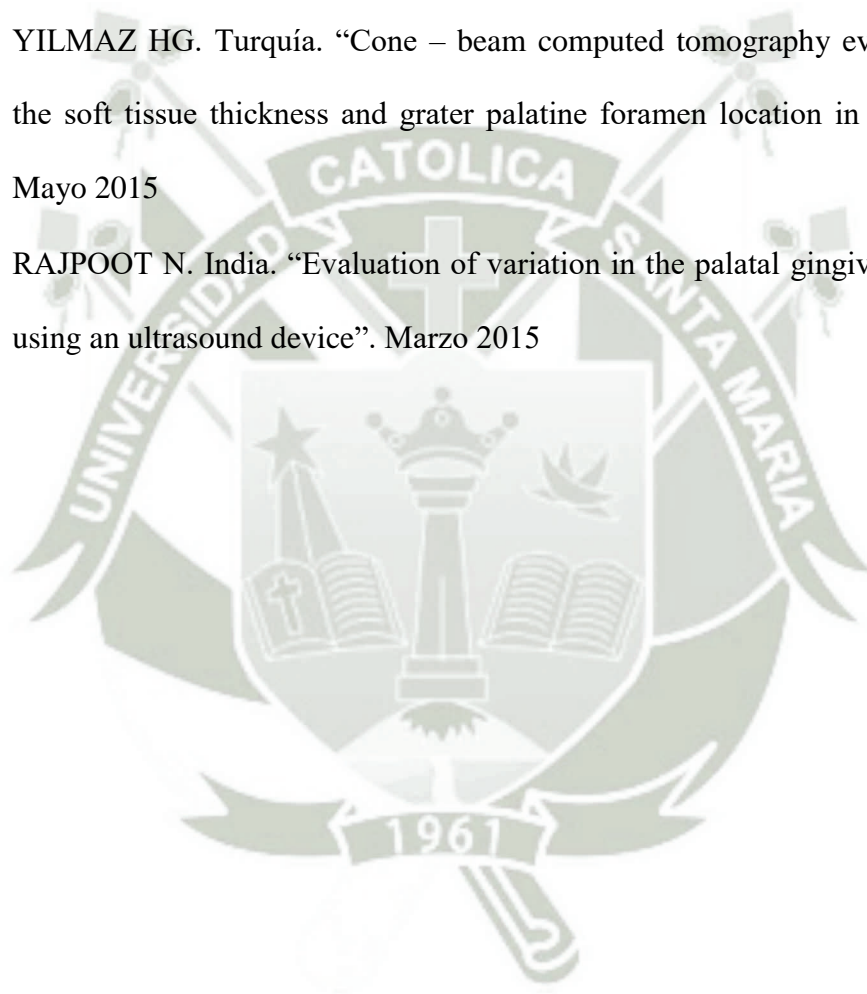 YILMAZ HG. Turquía. “Cone – beam computed tomography ev
the soft tissue thickness and grater palatine foramen location in
Mayo 2015
RAJPOOT N. India. “Evaluation of variation in the palatal gingiv
using an ultrasound device”. Marzo 2015
UNIVERSIDAD CATOLICA SANTA MARIA
1961